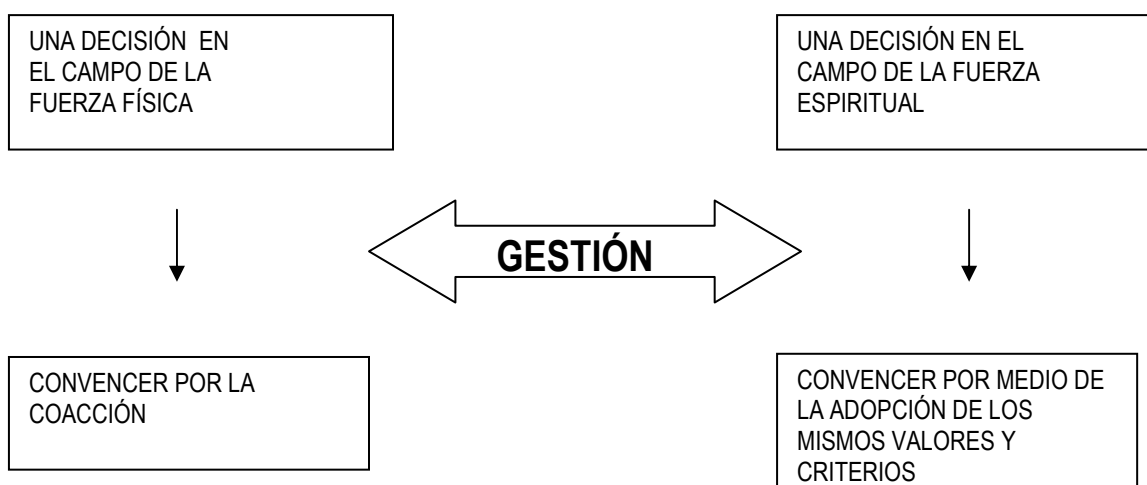 UNA DECISIÓN EN
EL CAMPO DE LA
FUERZA FÍSICA
UNA DECISIÓN EN EL
CAMPO DE LA FUERZA
ESPIRITUAL
GESTIÓN
CONVENCER POR LA
COACCIÓN
CONVENCER POR MEDIO DE
LA ADOPCIÓN DE LOS
MISMOS VALORES Y
CRITERIOS